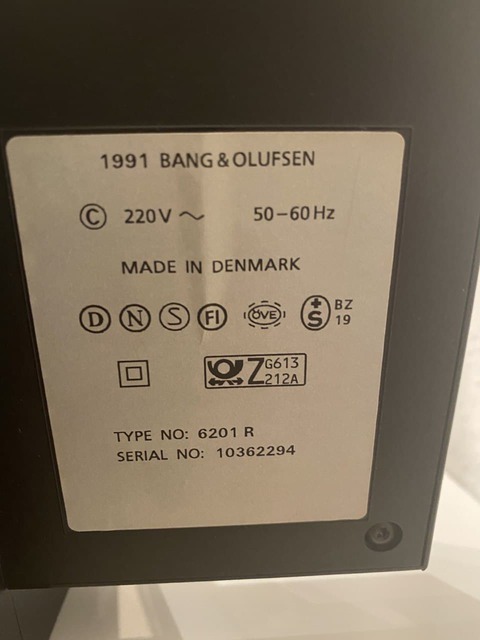 1991 BANG & OLUFSEN
C 220V ~ 50-60 Hz
MADE IN DENMARK
D N S FI ÖVE +S BZ 19
Z G613 212A
TYPE NO: 6201 R
SERIAL NO: 10362294